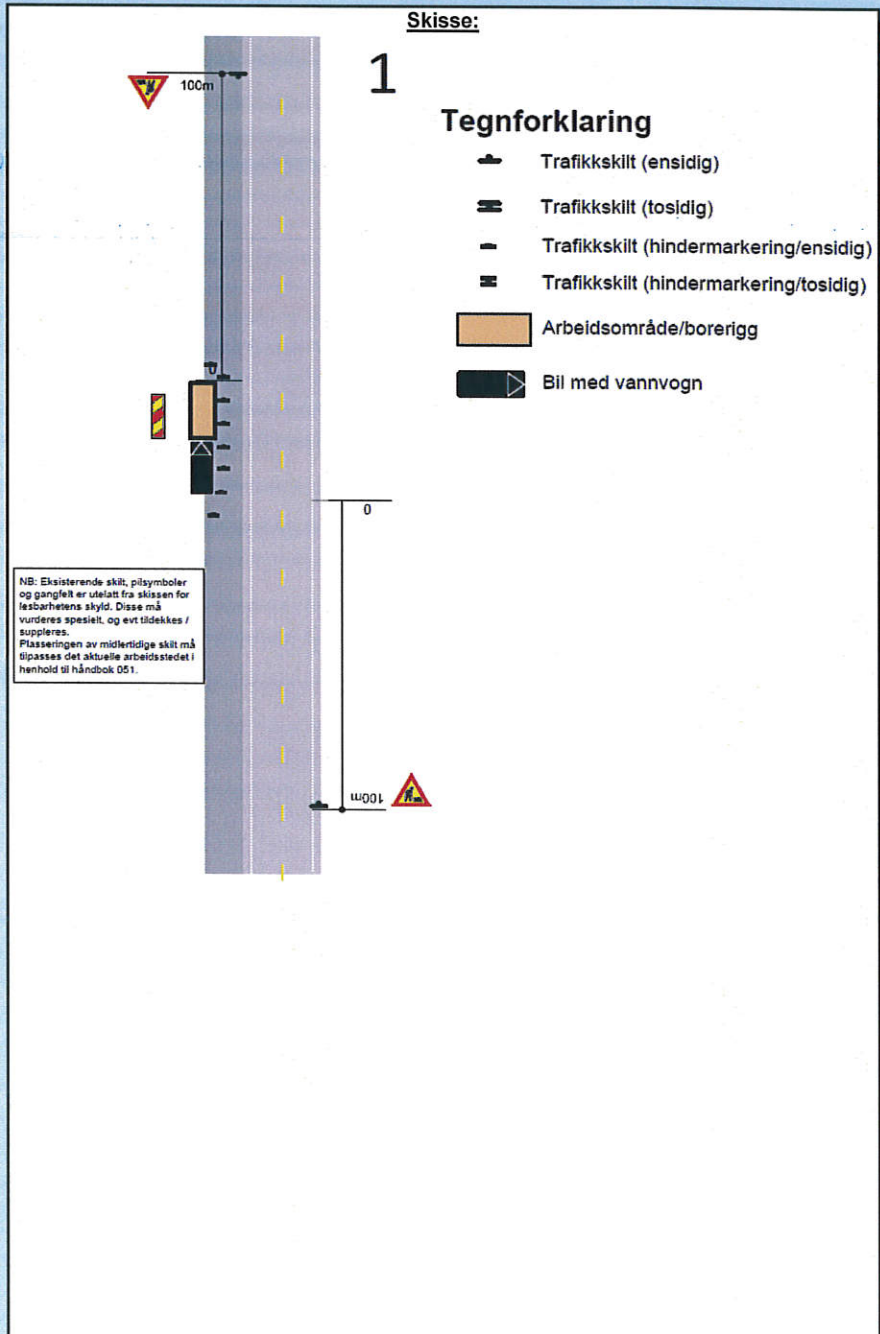 Skisse:
1
100m
Tegnforklaring
Trafikkskilt (ensidig)
Trafikkskilt (tosidig)
Trafikkskilt (hindermarkering/ensidig)
Trafikkskilt (hindermarkering/tosidig)
Arbeidsområde/borerigg
Bil med vannvogn
0
0
NB: Eksisterende skilt, pilsymboler
og gangfelt er utelatt fra skissen for
lesbarhetens skyld. Disse må
vurderes spesielt, og evt tildekkes /
suppleres.
Plasseringen av midlertidige skilt må
tilpasses det aktuelle arbeidsstedet i
henhold til håndbok 051.
100m